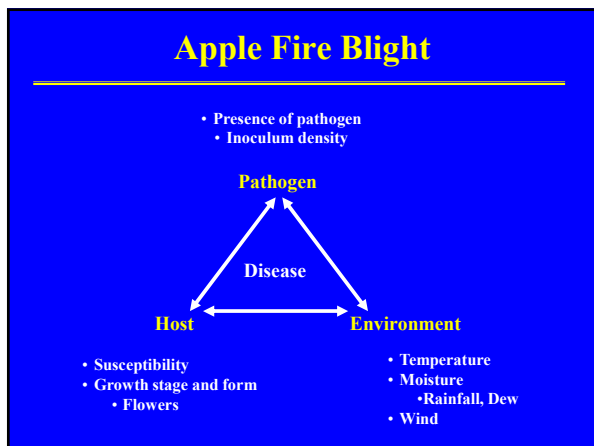 Apple Fire Blight
• Presence of pathogen
• Inoculum density
Pathogen
Disease
Host
Environment
• Susceptibility
• Growth stage and form
• Flowers
• Temperature
• Moisture
•Rainfall, Dew
• Wind